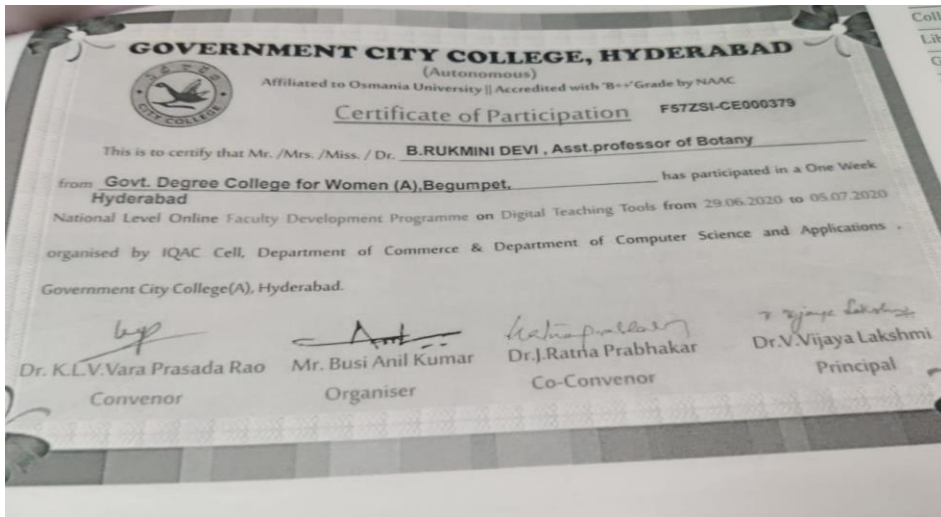 GOVERNMENT CITY COLLEGE, HYDERABAD
(Autonomous)
Affiliated to Osmania University || Accredited with 'B++'Grade by NAAC
CITY COLLEGE
Certificate of Participation
F57ZSI-CE000379
This is to certify that Mr. /Mrs. /Miss. / Dr. B.RUKMINI DEVI , Asst.professor of Botany
from Govt. Degree College for Women (A),Begumpet, has participated in a One Week
Hyderabad
National Level Online Faculty Development Programme on Digital Teaching Tools from 29.06.2020 to 05.07.2020
organised by IQAC Cell, Department of Commerce & Department of Computer Science and Applications ,
Government City College(A), Hyderabad.
Dr. K.L.V.Vara Prasada Rao
Convenor
Mr. Busi Anil Kumar
Organiser
Dr.J.Ratna Prabhakar
Co-Convenor
Dr.V.Vijaya Lakshmi
Principal